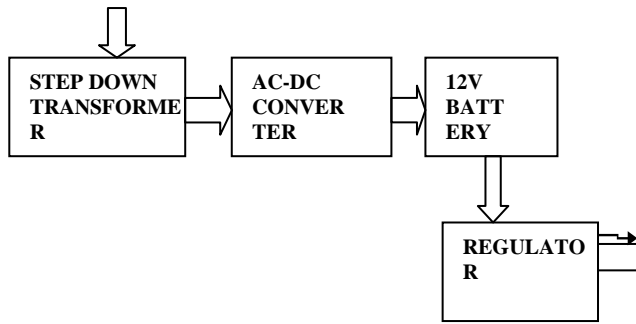 STEP DOWN
TRANSFORME
R
AC-DC
CONVER
TER
12V
BATT
ERY
REGULATO
R